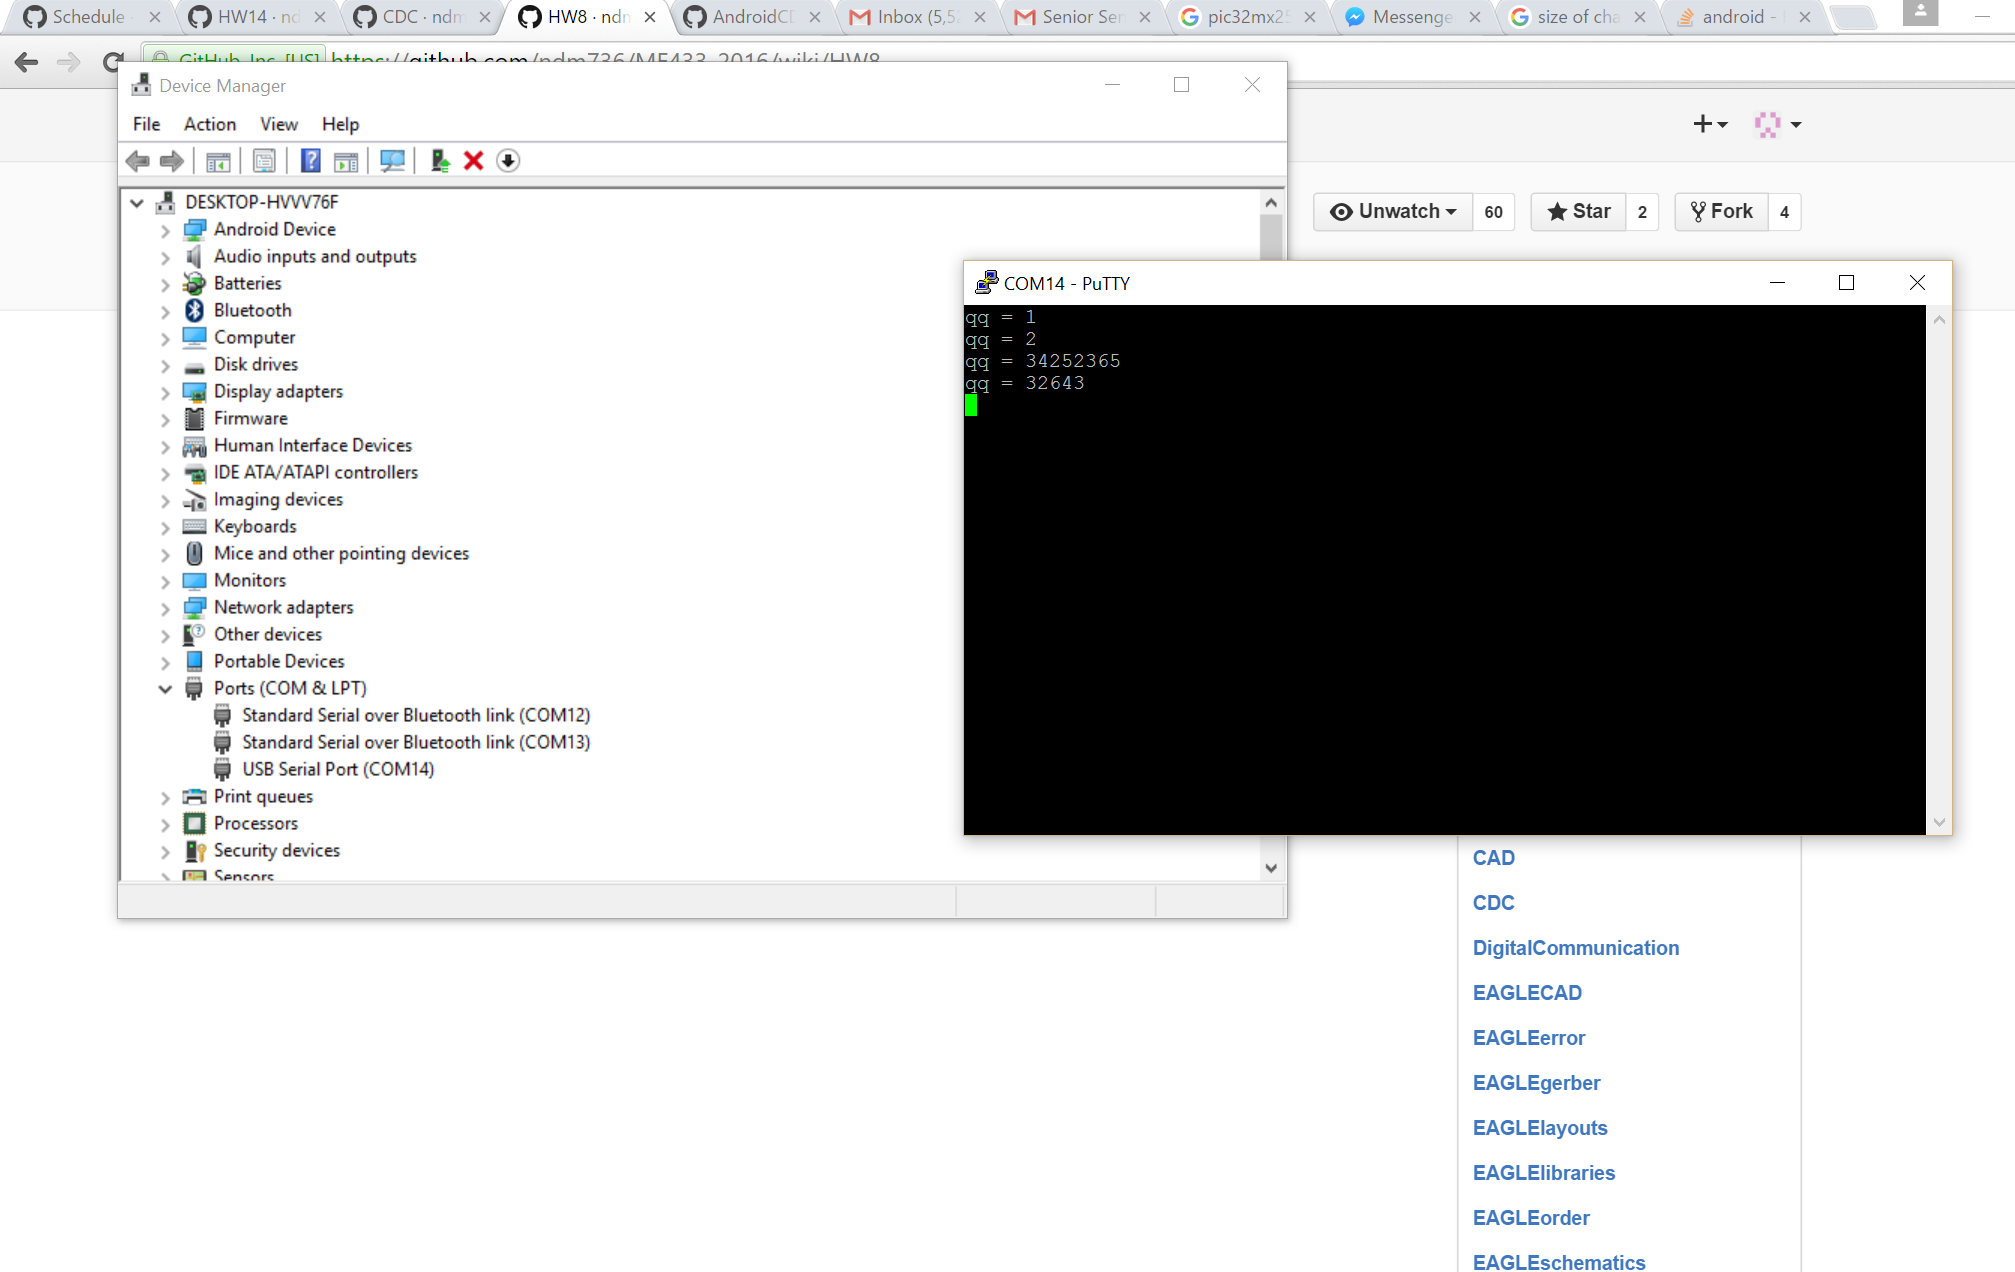 Schedule
HW14 · nd
CDC · ndm
HW8 · ndm
AndroidCD
Inbox (5,52
Senior Ser
pic32mx25
Messenge
size of cha
android -
GitHub, Inc. [US] https://github.com/ndm736/ME433_2016/wiki/HW8
Device Manager
File Action View Help
DESKTOP-HVVV76F
Android Device
Audio inputs and outputs
Batteries
Bluetooth
Computer
Disk drives
Display adapters
Firmware
Human Interface Devices
IDE ATA/ATAPI controllers
Imaging devices
Keyboards
Mice and other pointing devices
Monitors
Network adapters
Other devices
Portable Devices
Ports (COM & LPT)
Standard Serial over Bluetooth link (COM12)
Standard Serial over Bluetooth link (COM13)
USB Serial Port (COM14)
Print queues
Processors
Security devices
Sensors
Unwatch 60 Star 2 Fork 4
COM14 - PuTTY
qq = 1
qq = 2
qq = 34252365
qq = 32643
CAD
CDC
DigitalCommunication
EAGLECAD
EAGLEerror
EAGLEgerber
EAGLElayouts
EAGLElibraries
EAGLEorder
EAGLEschematics